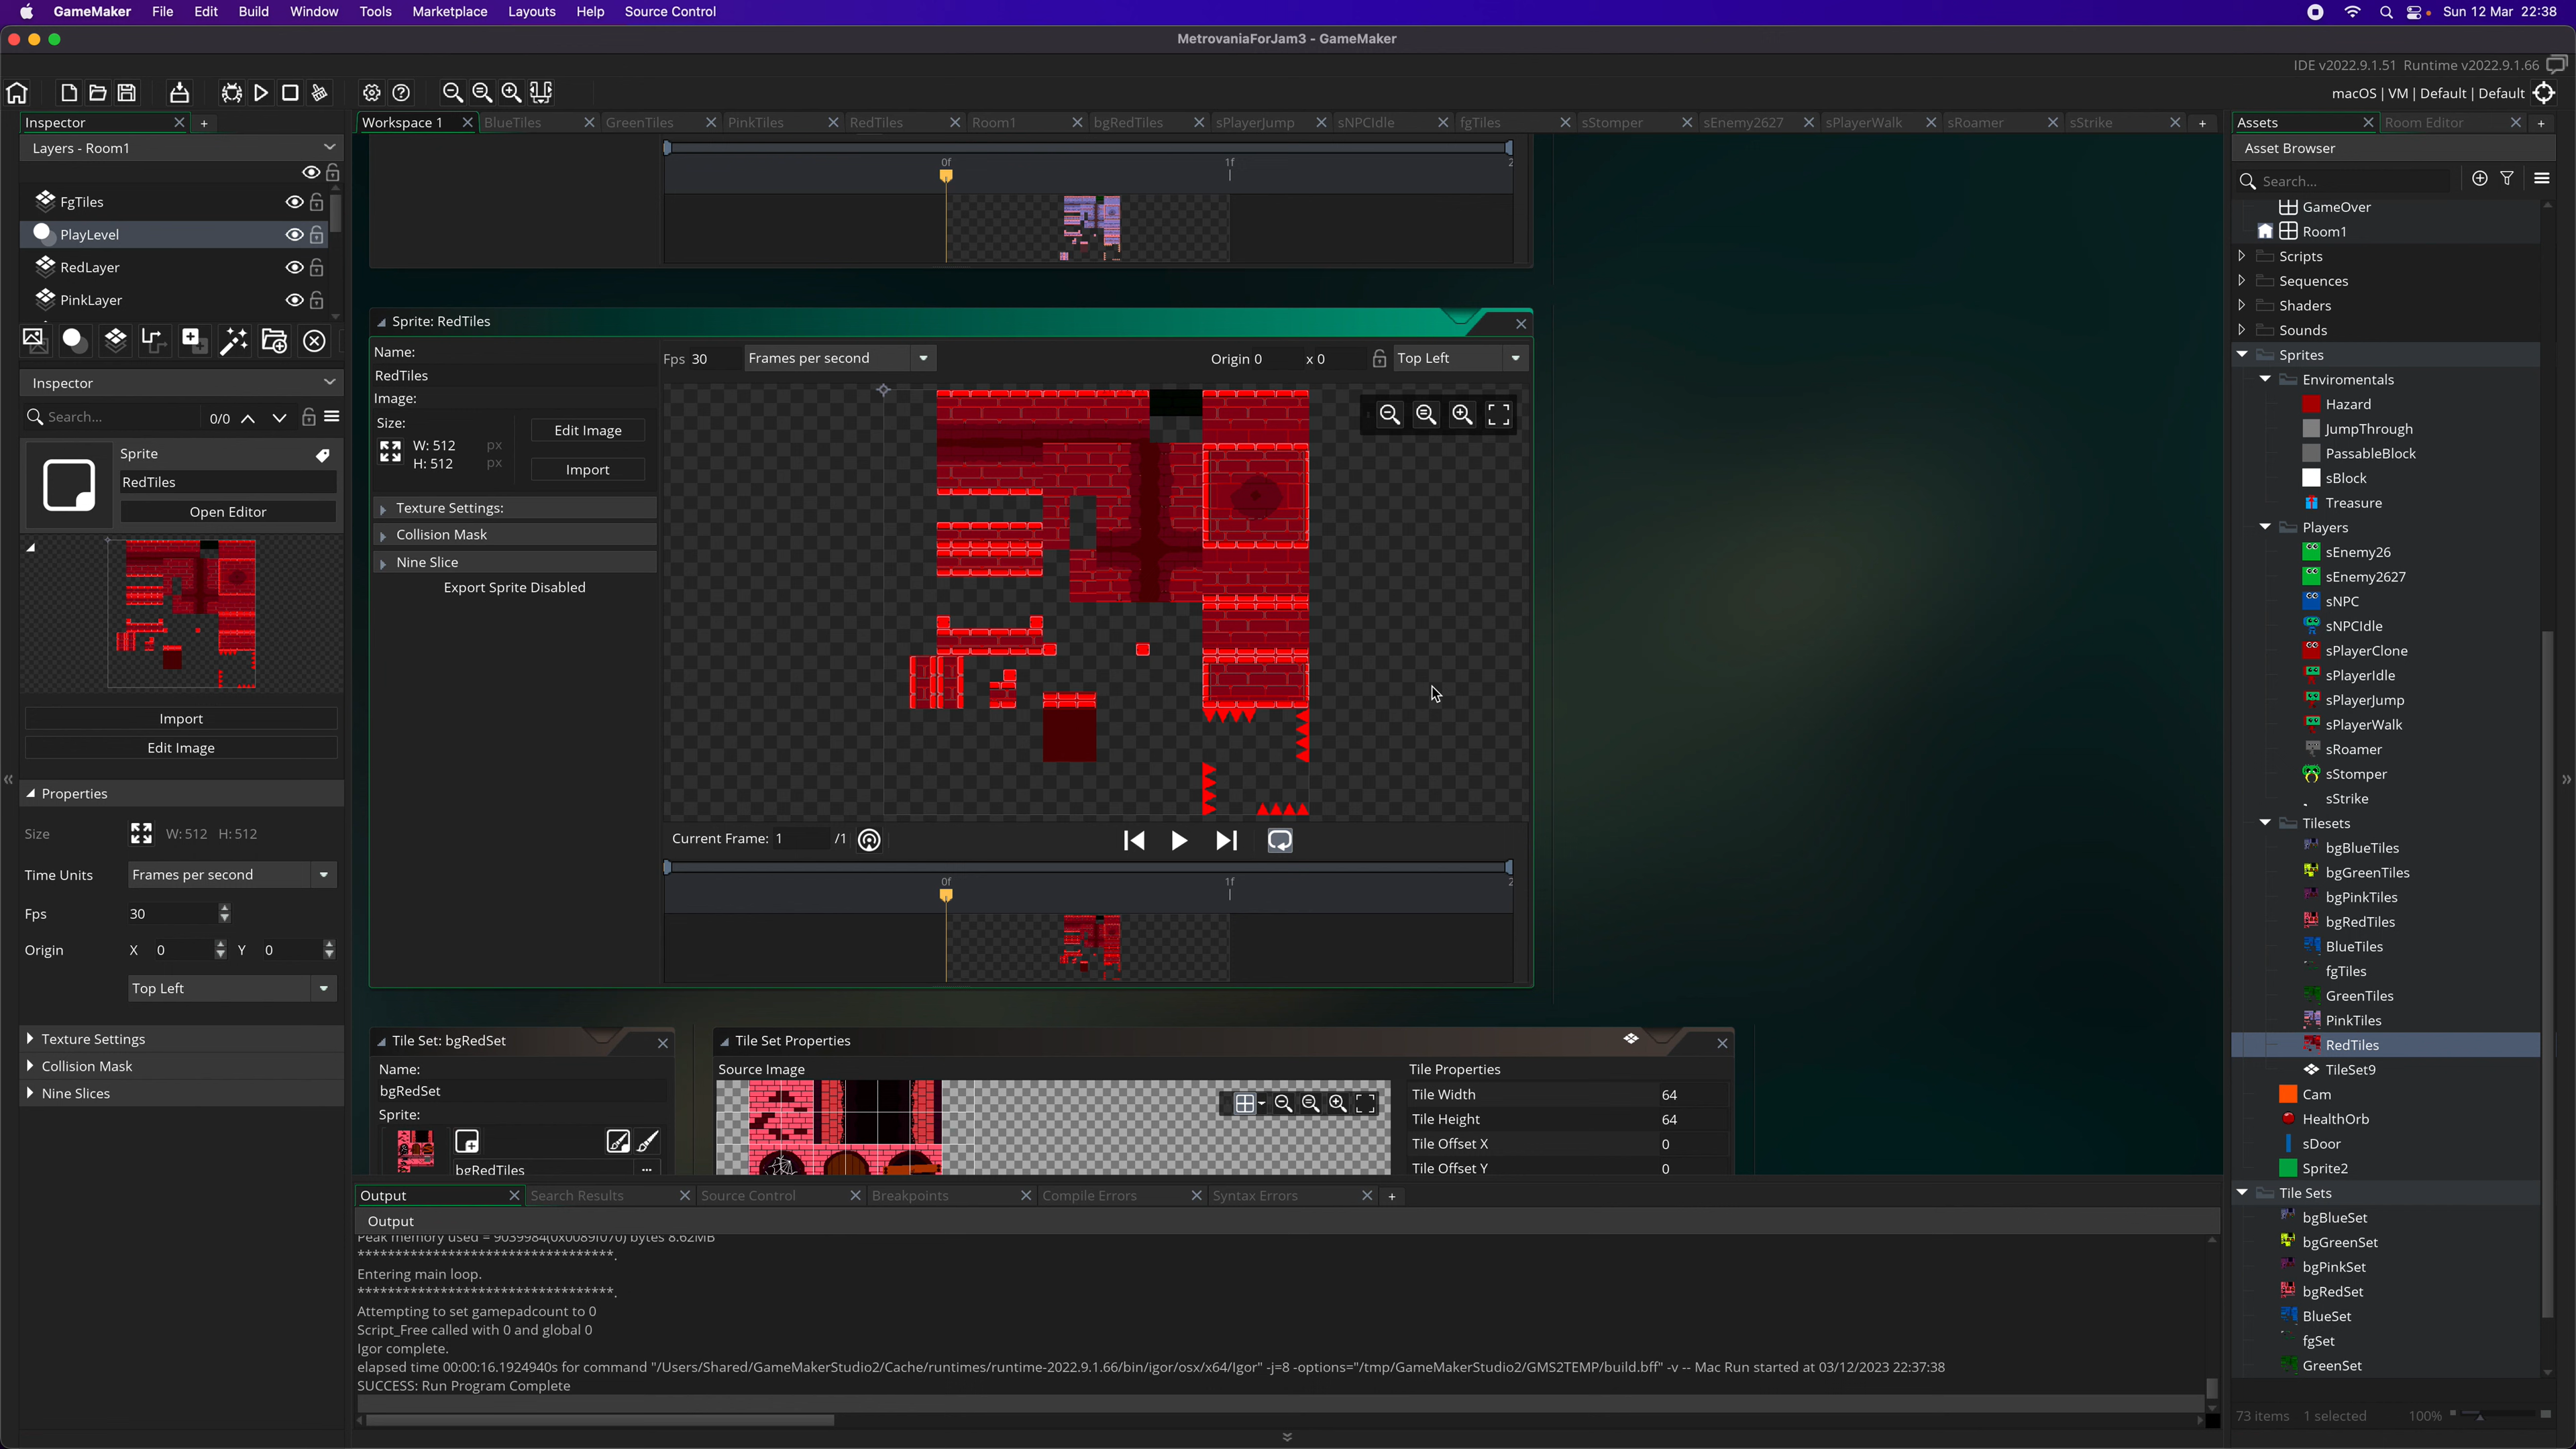 GameMaker File Edit Build Window Tools Marketplace Layouts Help Source Control Sun 12 Mar 22:38
MetrovaniaForJam3 - GameMaker
IDE v2022.9.1.51 Runtime v2022.9.1.66
macOS | VM | Default | Default
Inspector
Layers - Room1
FgTiles
PlayLevel
RedLayer
PinkLayer
Inspector
Search... 0/0
Sprite
RedTiles
Open Editor
Import
Edit Image
Properties
Size W: 512 H: 512
Time Units Frames per second
Fps 30
Origin X 0 Y 0
Top Left
Texture Settings
Collision Mask
Nine Slices
Workspace 1 BlueTiles GreenTiles PinkTiles RedTiles Room1 bgRedTiles sPlayerJump sNPCIdle fgTiles sStomper sEnemy2627 sPlayerWalk sRoamer sStrike
0f 1f 2
Sprite: RedTiles
Name:
RedTiles
Image:
Size:
W: 512 px
H: 512 px
Edit Image
Import
Texture Settings:
Collision Mask
Nine Slice
Export Sprite Disabled
Fps 30 Frames per second Origin 0 x 0 Top Left
Current Frame: 1 /1
0f 1f 2
Tile Set: bgRedSet
Name:
bgRedSet
Sprite:
bgRedTiles ...
Tile Set Properties
Source Image
Tile Properties
Tile Width 64
Tile Height 64
Tile Offset X 0
Tile Offset Y 0
Output Search Results Source Control Breakpoints Compile Errors Syntax Errors
Output
Peak memory used = 9039984(0x0089f070) bytes 8.62MB
**********************************.
Entering main loop.
**********************************.
Attempting to set gamepadcount to 0
Script_Free called with 0 and global 0
Igor complete.
elapsed time 00:00:16.1924940s for command "/Users/Shared/GameMakerStudio2/Cache/runtimes/runtime-2022.9.1.66/bin/igor/osx/x64/Igor" -j=8 -options="/tmp/GameMakerStudio2/GMS2TEMP/build.bff" -v -- Mac Run started at 03/12/2023 22:37:38
SUCCESS: Run Program Complete
Assets Room Editor
Asset Browser
Search...
GameOver
Room1
Scripts
Sequences
Shaders
Sounds
Sprites
Enviromentals
Hazard
JumpThrough
PassableBlock
sBlock
Treasure
Players
sEnemy26
sEnemy2627
sNPC
sNPCIdle
sPlayerClone
sPlayerIdle
sPlayerJump
sPlayerWalk
sRoamer
sStomper
sStrike
Tilesets
bgBlueTiles
bgGreenTiles
bgPinkTiles
bgRedTiles
BlueTiles
fgTiles
GreenTiles
PinkTiles
RedTiles
TileSet9
Cam
HealthOrb
sDoor
Sprite2
Tile Sets
bgBlueSet
bgGreenSet
bgPinkSet
bgRedSet
BlueSet
fgSet
GreenSet
73 items 1 selected 100%